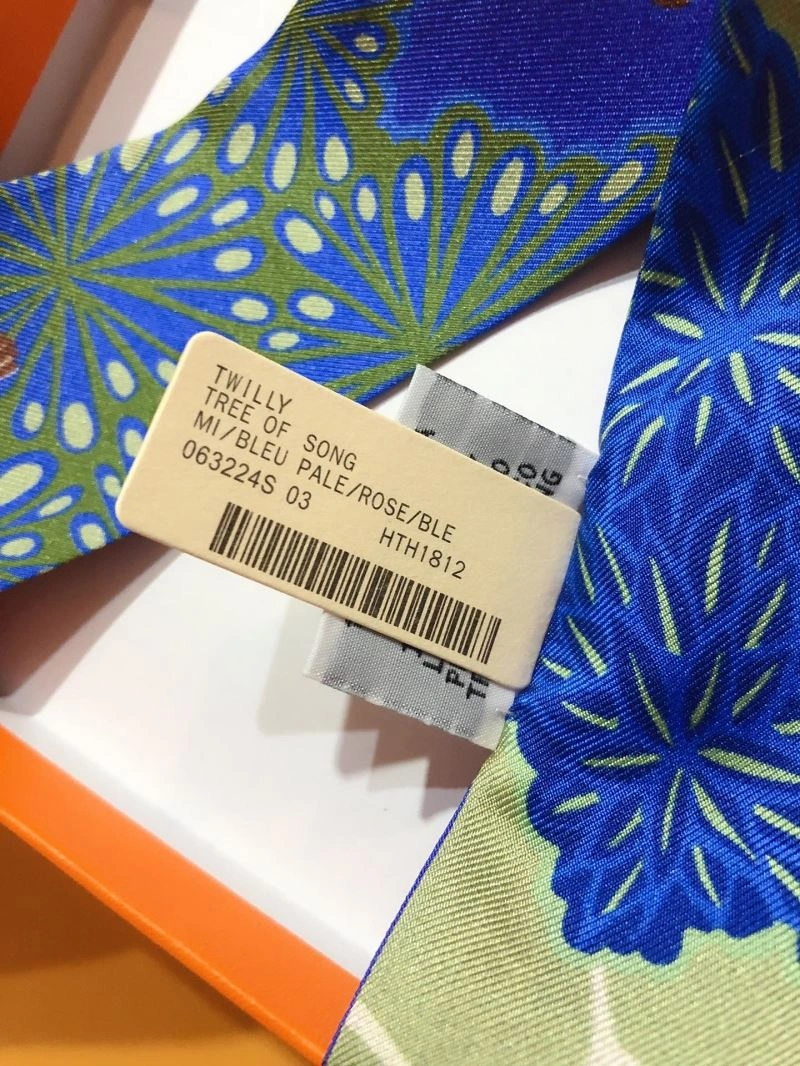 TWILLY
TREE OF SONG
MI/BLEU PALE/ROSE/BLE
063224S 03
HTH1812